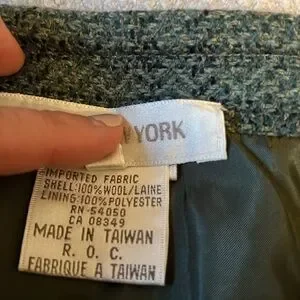 YORK
IMPORTED FABRIC
SHELL:100%WOOL/LAINE
LINING:100%POLYESTER
RN-54050
CA 08349
MADE IN TAIWAN
R. O. C.
FABRIQUE A TAIWAN